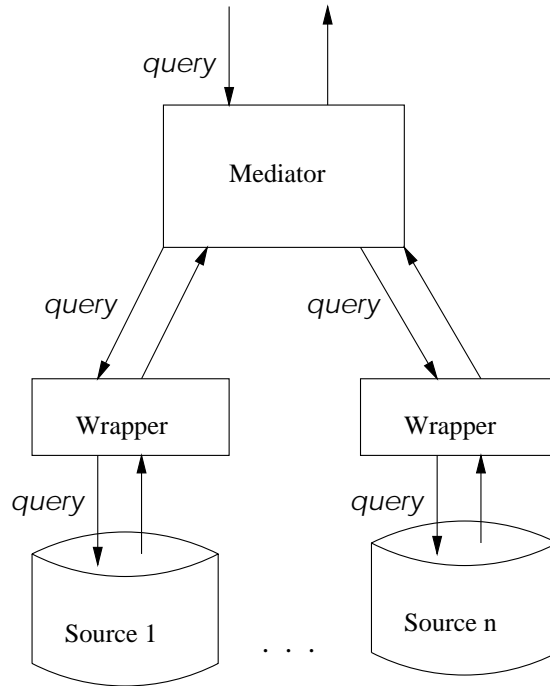 query
Mediator
query
query
Wrapper
Wrapper
query
query
Source 1
. . .
Source n